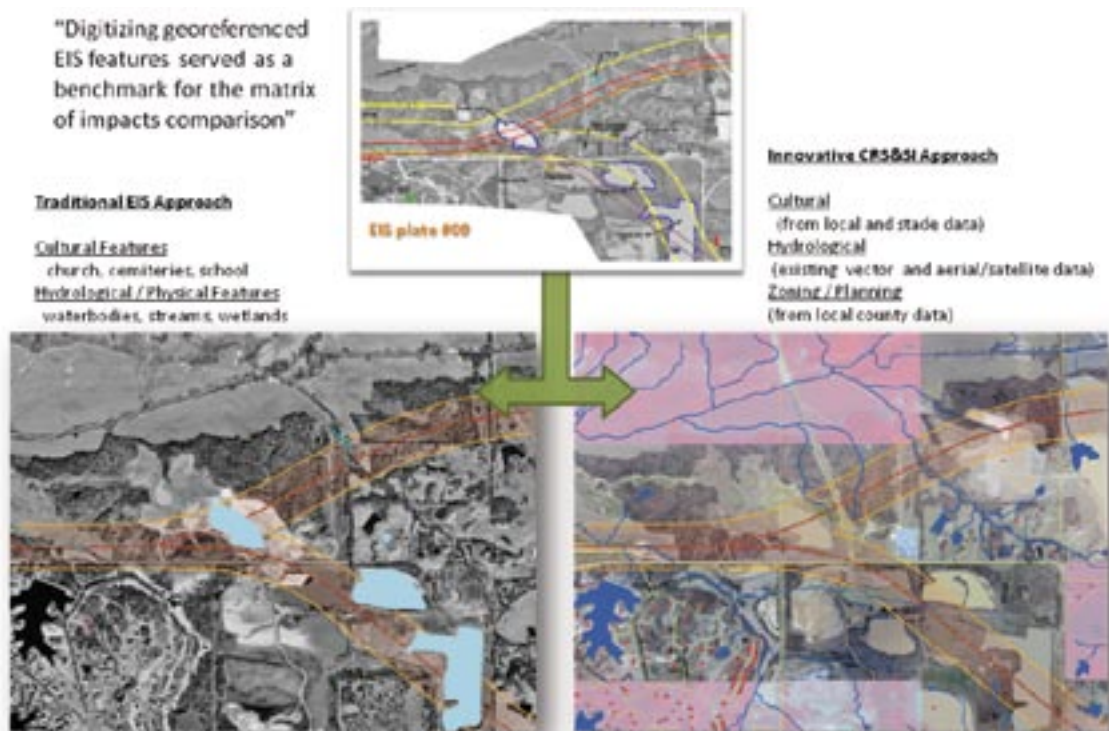 "Digitizing georeferenced
EIS features served as a
benchmark for the matrix
of impacts comparison"
EIS plate #09
Traditional EIS Approach
Cultural Features
church, cemiteries, school
Hydrological / Physical Features
waterbodies, streams, wetlands
Innovative CRS&SI Approach
Cultural
(from local and stade data)
Hydrological
(existing vector and aerial/satellite data)
Zoning / Planning
(from local county data)